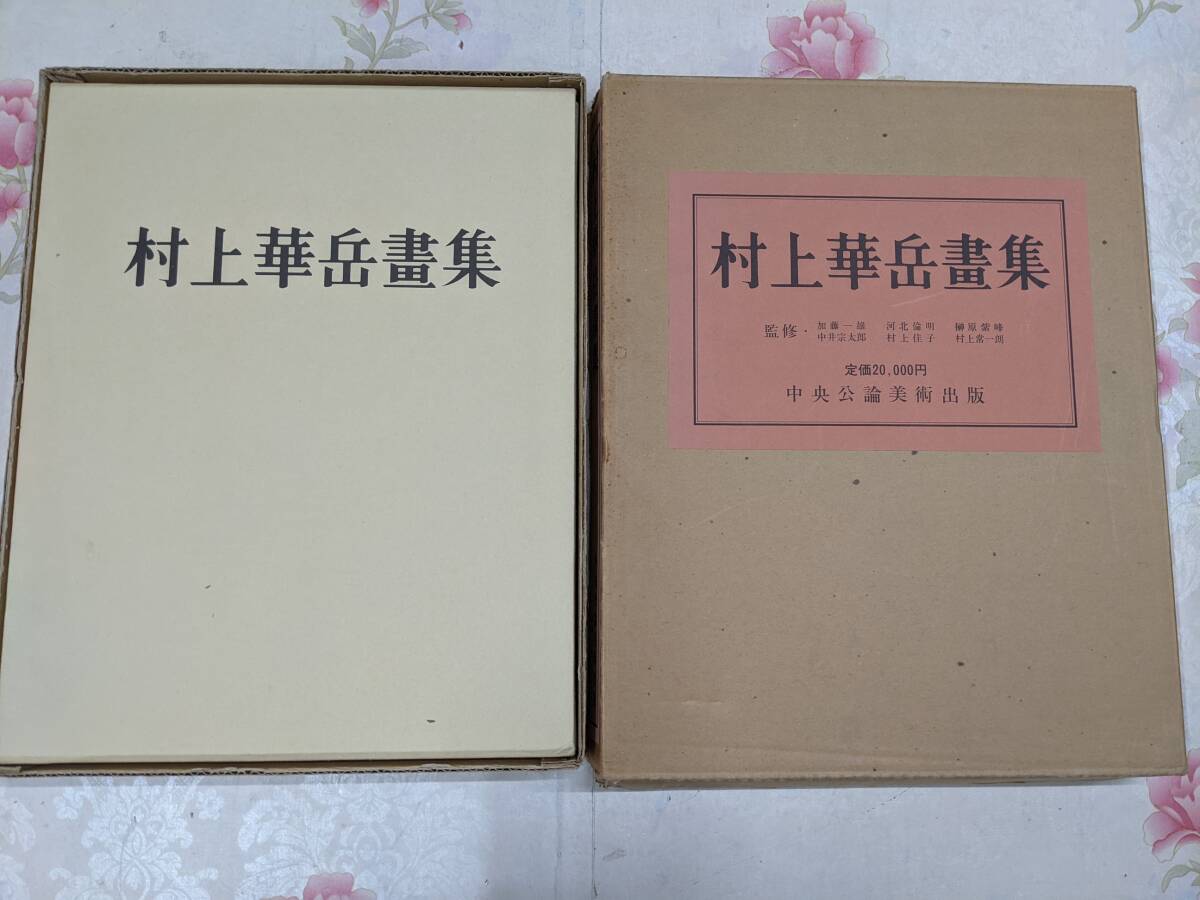 村上華岳畫集
村上華岳畫集
監修・
加藤一雄 河北倫明 榊原紫峰
中井宗太郎 村上佳子 村上常一朗
定価20,000円
中央公論美術出版